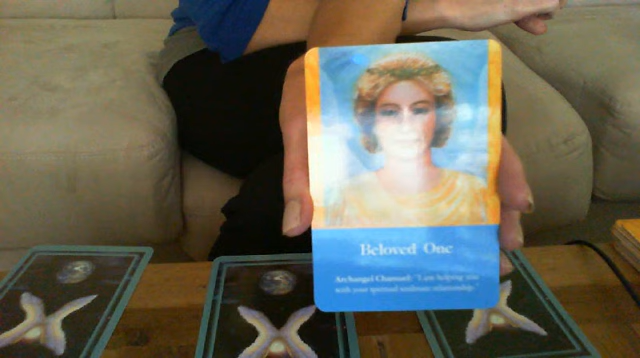 Beloved One
Archangel Chamuel: "I am helping you
with your spiritual soulmate relationship."